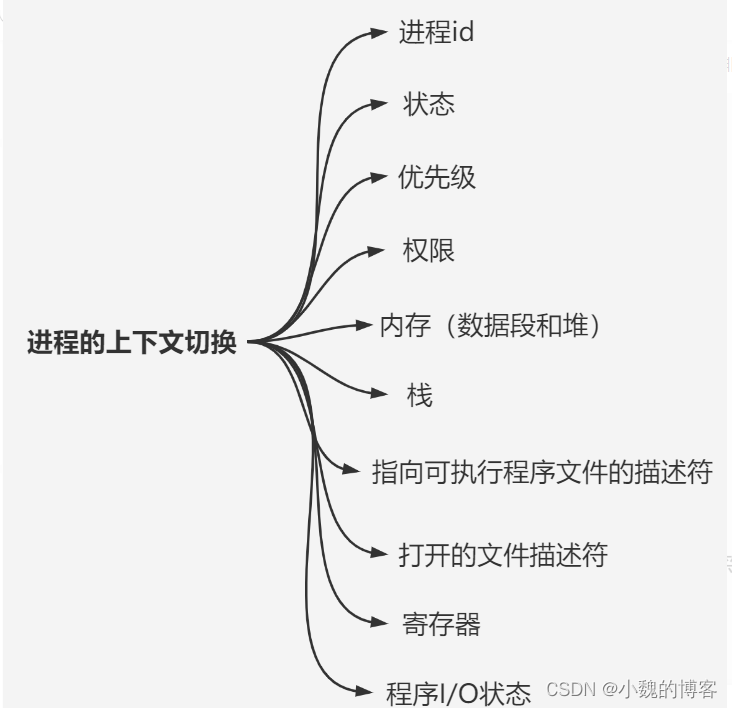 进程id
状态
优先级
权限
进程的上下文切换
内存（数据段和堆）
栈
指向可执行程序文件的描述符
打开的文件描述符
寄存器
程序I/O状态
CSDN @小魏的博客